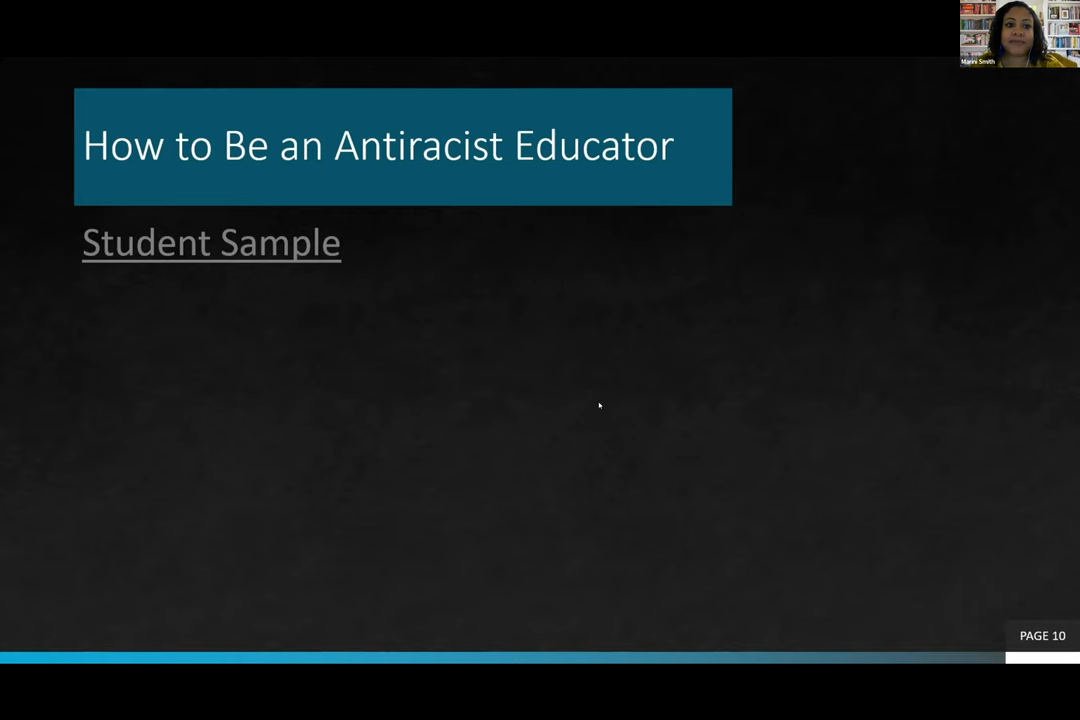 Marini Smith
How to Be an Antiracist Educator
Student Sample
PAGE 10